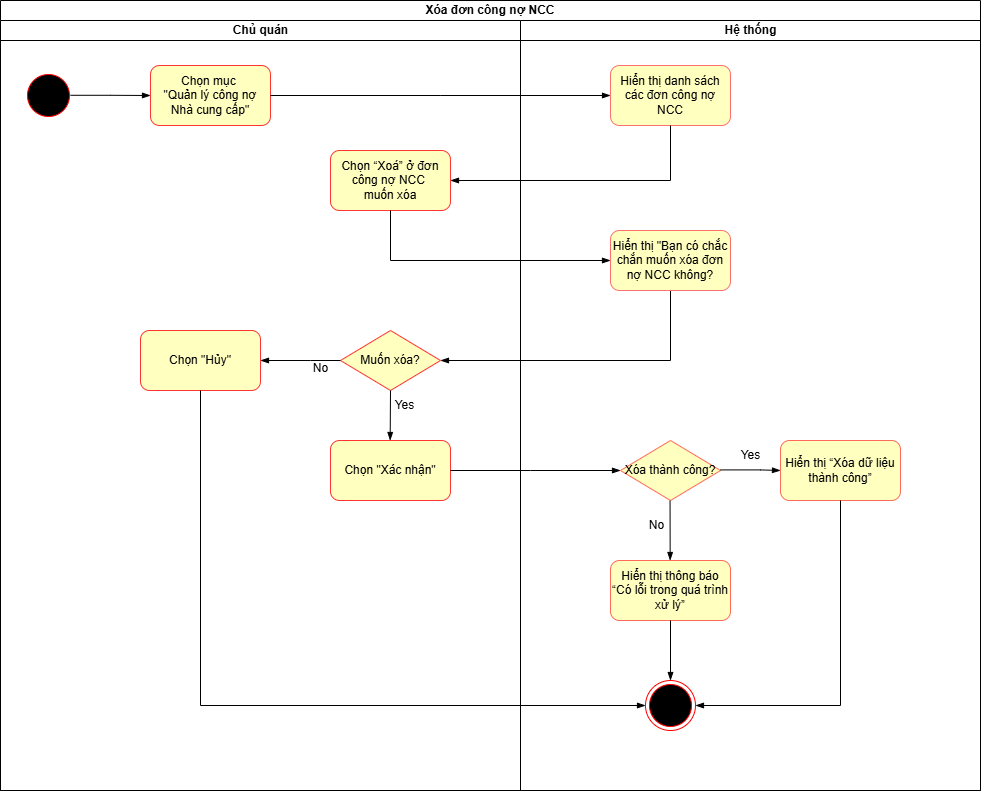 Xóa đơn công nợ NCC
Chủ quán
Hệ thống
Chọn mục
"Quản lý công nợ
Nhà cung cấp"
Hiển thị danh sách
các đơn công nợ
NCC
Chọn “Xoá” ở đơn
công nợ NCC
muốn xóa
Hiển thị "Bạn có chắc
chắn muốn xóa đơn
nợ NCC không?
Muốn xóa?
No
Chọn "Hủy"
Yes
Chọn "Xác nhận"
Xóa thành công?
Yes
Hiển thị “Xóa dữ liệu
thành công”
No
Hiển thị thông báo
“Có lỗi trong quá trình
xử lý”